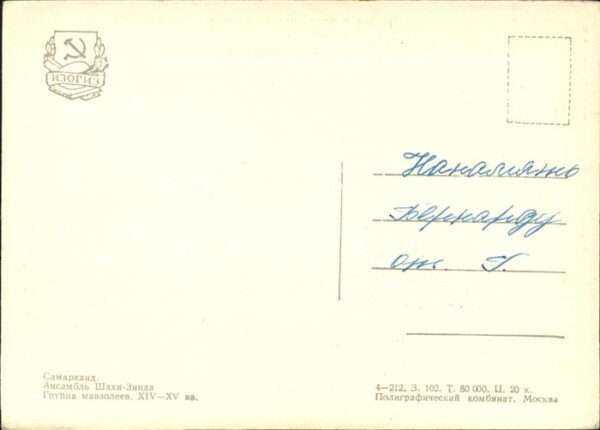 ИЗОГИЗ
Напамять
Бернарду
от Г.
Самарканд.
Ансамбль Шахи-Зинда
Группа мавзолеев. XIV—XV вв.
4—212. З. 102. Т. 80 000. Ц. 20 к.
Полиграфический комбинат, Москва